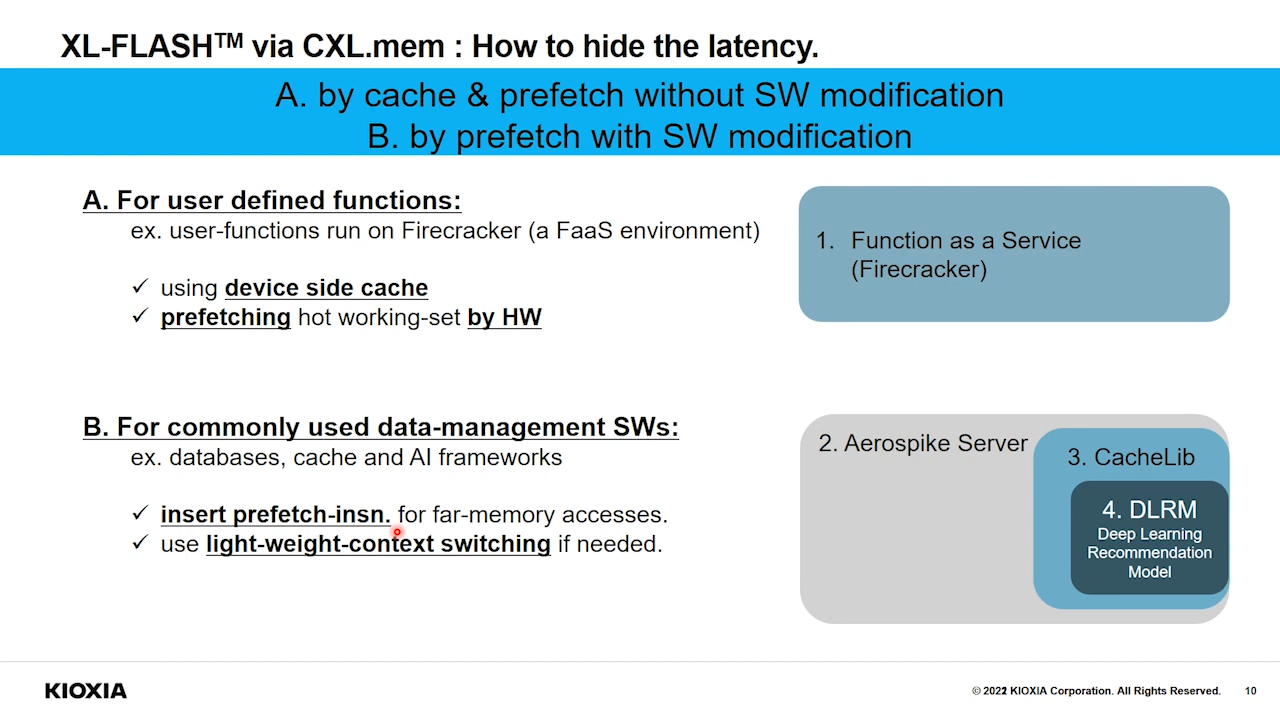 XL-FLASH™ via CXL.mem : How to hide the latency.
A. by cache & prefetch without SW modification
B. by prefetch with SW modification
A. For user defined functions:
ex. user-functions run on Firecracker (a FaaS environment)
✓ using device side cache
✓ prefetching hot working-set by HW
1. Function as a Service
(Firecracker)
B. For commonly used data-management SWs:
ex. databases, cache and AI frameworks
✓ insert prefetch-insn. for far-memory accesses.
✓ use light-weight-context switching if needed.
2. Aerospike Server
3. CacheLib
4. DLRM
Deep Learning
Recommendation
Model
KIOXIA
© 2022 KIOXIA Corporation. All Rights Reserved.
10